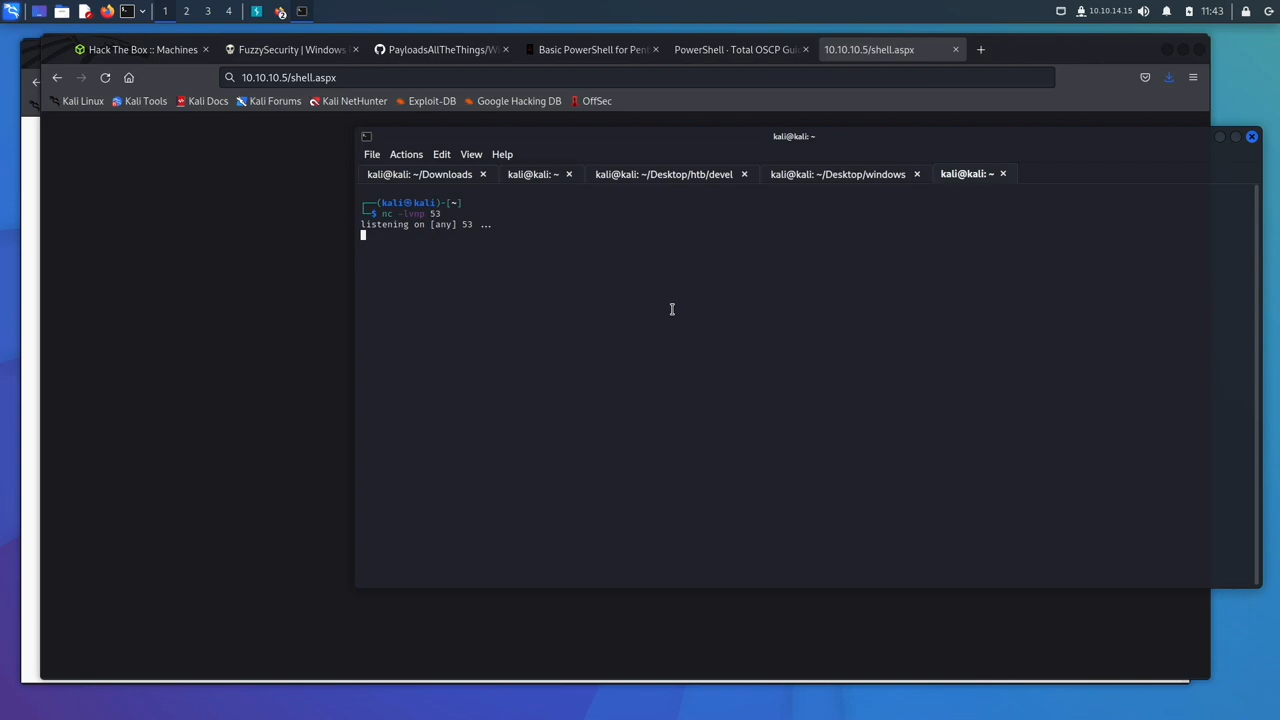 10.10.14.15
11:43
1 2 3 4
Hack The Box :: Machines
FuzzySecurity | Windows
PayloadsAllTheThings/Wi
Basic PowerShell for Pent
PowerShell · Total OSCP Guid
10.10.10.5/shell.aspx
10.10.10.5/shell.aspx
Kali Linux
Kali Tools
Kali Docs
Kali Forums
Kali NetHunter
Exploit-DB
Google Hacking DB
OffSec
kali@kali: ~
File Actions Edit View Help
kali@kali: ~/Downloads
kali@kali: ~
kali@kali: ~/Desktop/htb/devel
kali@kali: ~/Desktop/windows
kali@kali: ~
┌──(kali㉿kali)-[~]
└─$ nc -lvnp 53
listening on [any] 53 ...